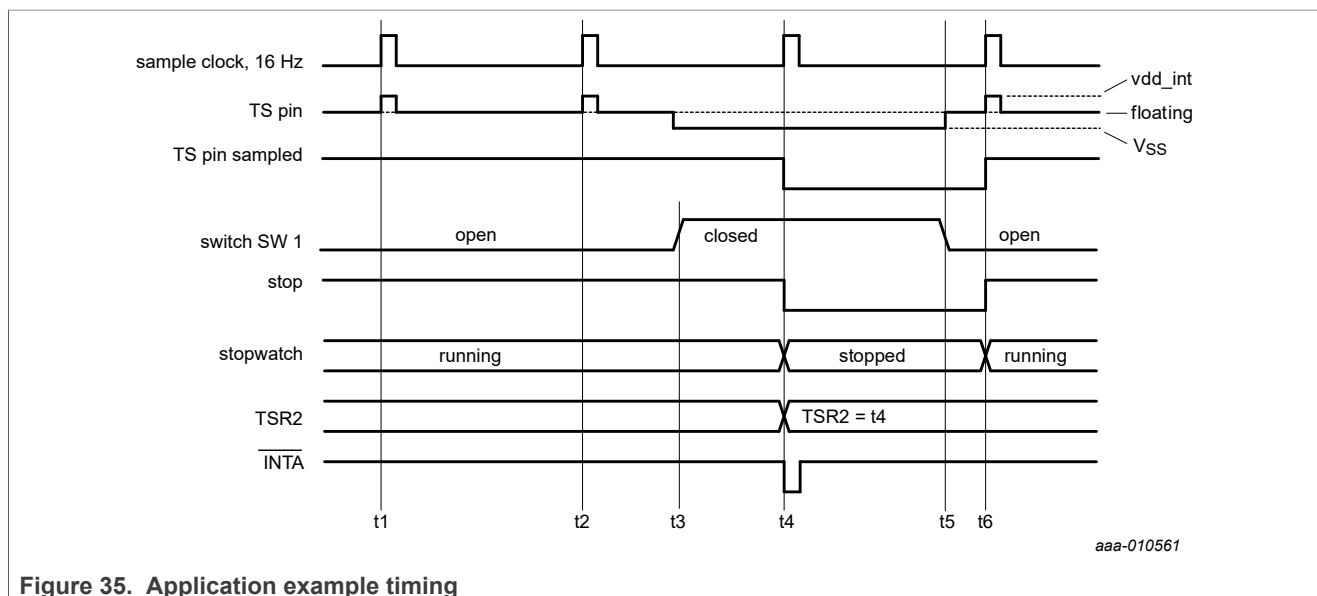 sample clock, 16 Hz
vdd_int
TS pin
floating
VSS
TS pin sampled
switch SW 1
open
closed
open
stop
stopwatch
running
stopped
running
TSR2
TSR2 = t4
INTA
t1 t2 t3 t4 t5 t6
aaa-010561
Figure 35. Application example timing